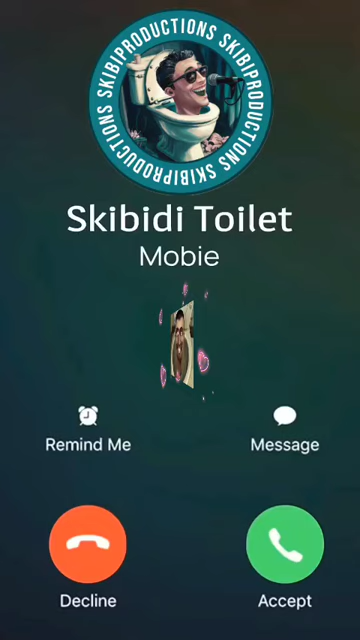 SKIBIPRODUCTIONS SKIBIPRODUCTIONS SKIBIPRODUCTIONS
Skibidi Toilet
Mobie
Remind Me
Message
Decline
Accept